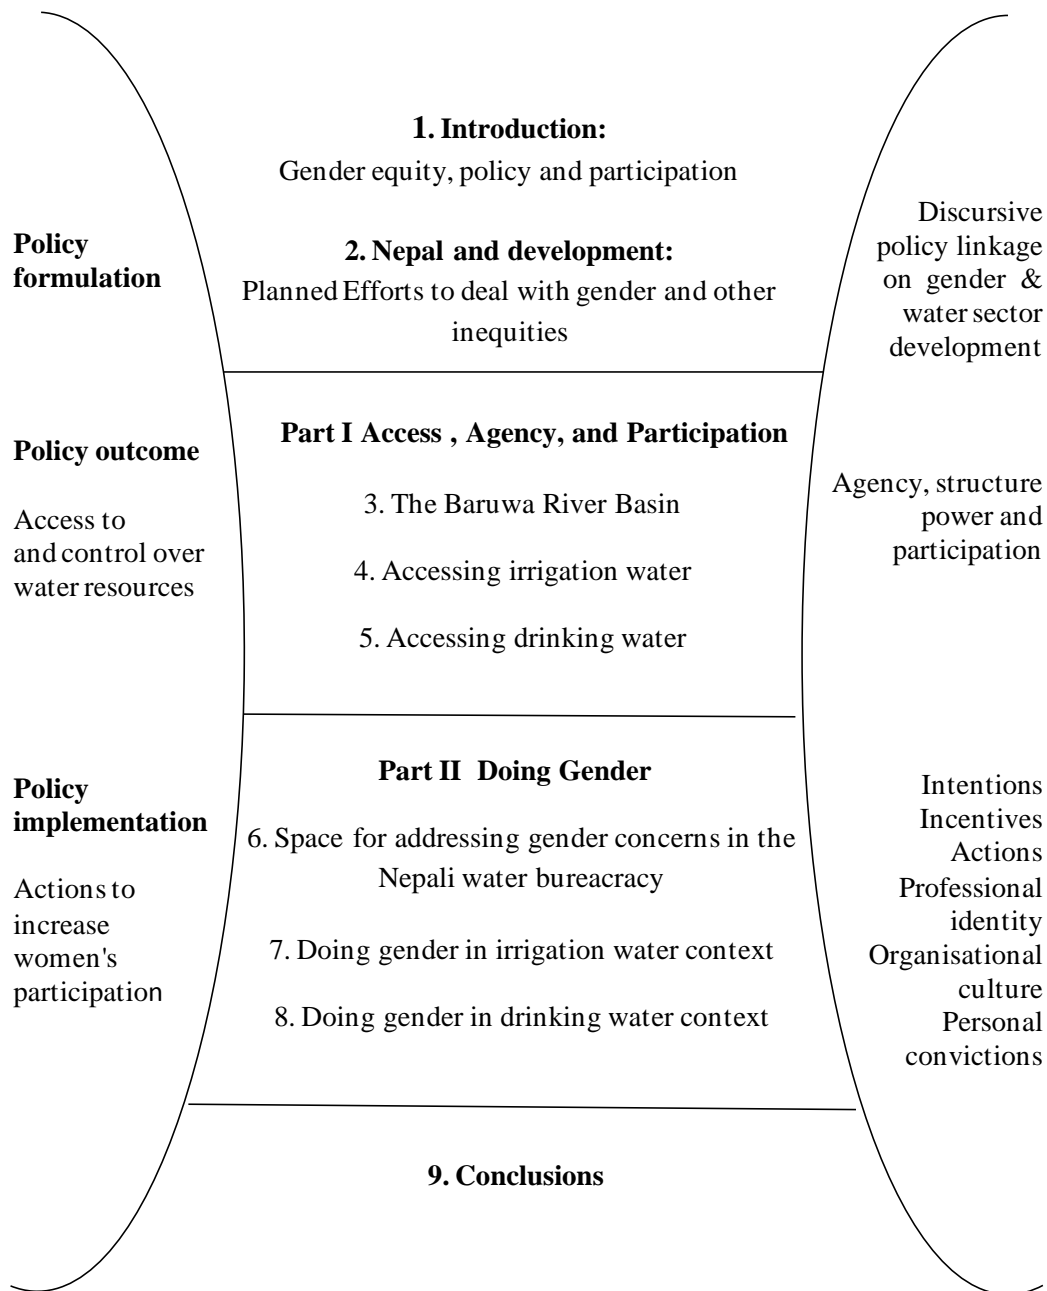 1. Introduction:
Gender equity, policy and participation
Policy
formulation
2. Nepal and development:
Planned Efforts to deal with gender and other
inequities
Discursive
policy linkage
on gender &
water sector
development
Policy outcome
Access to
and control over
water resources
Part I Access , Agency, and Participation
3. The Baruwa River Basin
4. Accessing irrigation water
5. Accessing drinking water
Agency, structure
power and
participation
Policy
implementation
Actions to
increase
women's
participation
Part II Doing Gender
6. Space for addressing gender concerns in the
Nepali water bureacracy
7. Doing gender in irrigation water context
8. Doing gender in drinking water context
Intentions
Incentives
Actions
Professional
identity
Organisational
culture
Personal
convictions
9. Conclusions